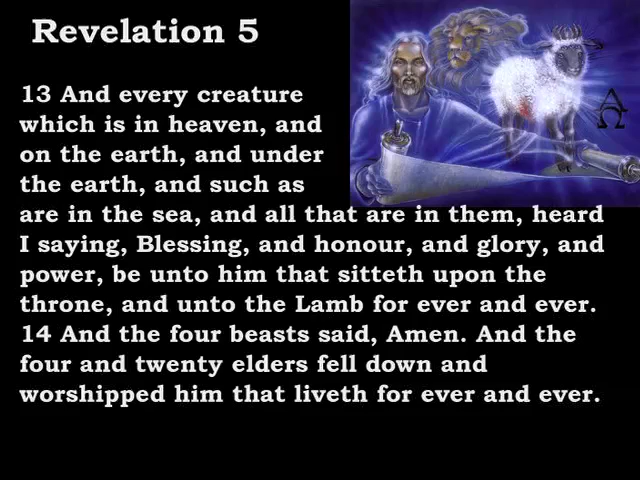 Revelation 5
13 And every creature
which is in heaven, and
on the earth, and under
the earth, and such as
are in the sea, and all that are in them, heard
I saying, Blessing, and honour, and glory, and
power, be unto him that sitteth upon the
throne, and unto the Lamb for ever and ever.
14 And the four beasts said, Amen. And the
four and twenty elders fell down and
worshipped him that liveth for ever and ever.
Α
Ω